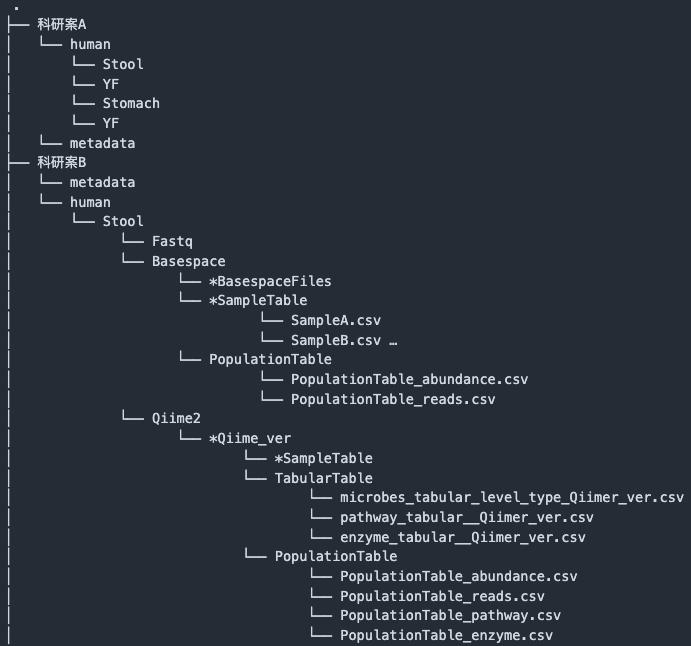 .
├── 科研案A
│   └── human
│       └── Stool
│       └── YF
│       └── Stomach
│       └── YF
│   └── metadata
├── 科研案B
│   └── metadata
│   └── human
│       └── Stool
│             └── Fastq
│             └── Basespace
│                    └── *BasespaceFiles
│                    └── *SampleTable
│                              └── SampleA.csv
│                              └── SampleB.csv …
│                    └── PopulationTable
│                              └── PopulationTable_abundance.csv
│                              └── PopulationTable_reads.csv
│             └── Qiime2
│                    └── *Qiime_ver
│                            └── *SampleTable
│                            └── TabularTable
│                                    └── microbes_tabular_level_type_Qiimer_ver.csv
│                                    └── pathway_tabular__Qiimer_ver.csv
│                                    └── enzyme_tabular__Qiimer_ver.csv
│                            └── PopulationTable
│                                    └── PopulationTable_abundance.csv
│                                    └── PopulationTable_reads.csv
│                                    └── PopulationTable_pathway.csv
│                                    └── PopulationTable_enzyme.csv